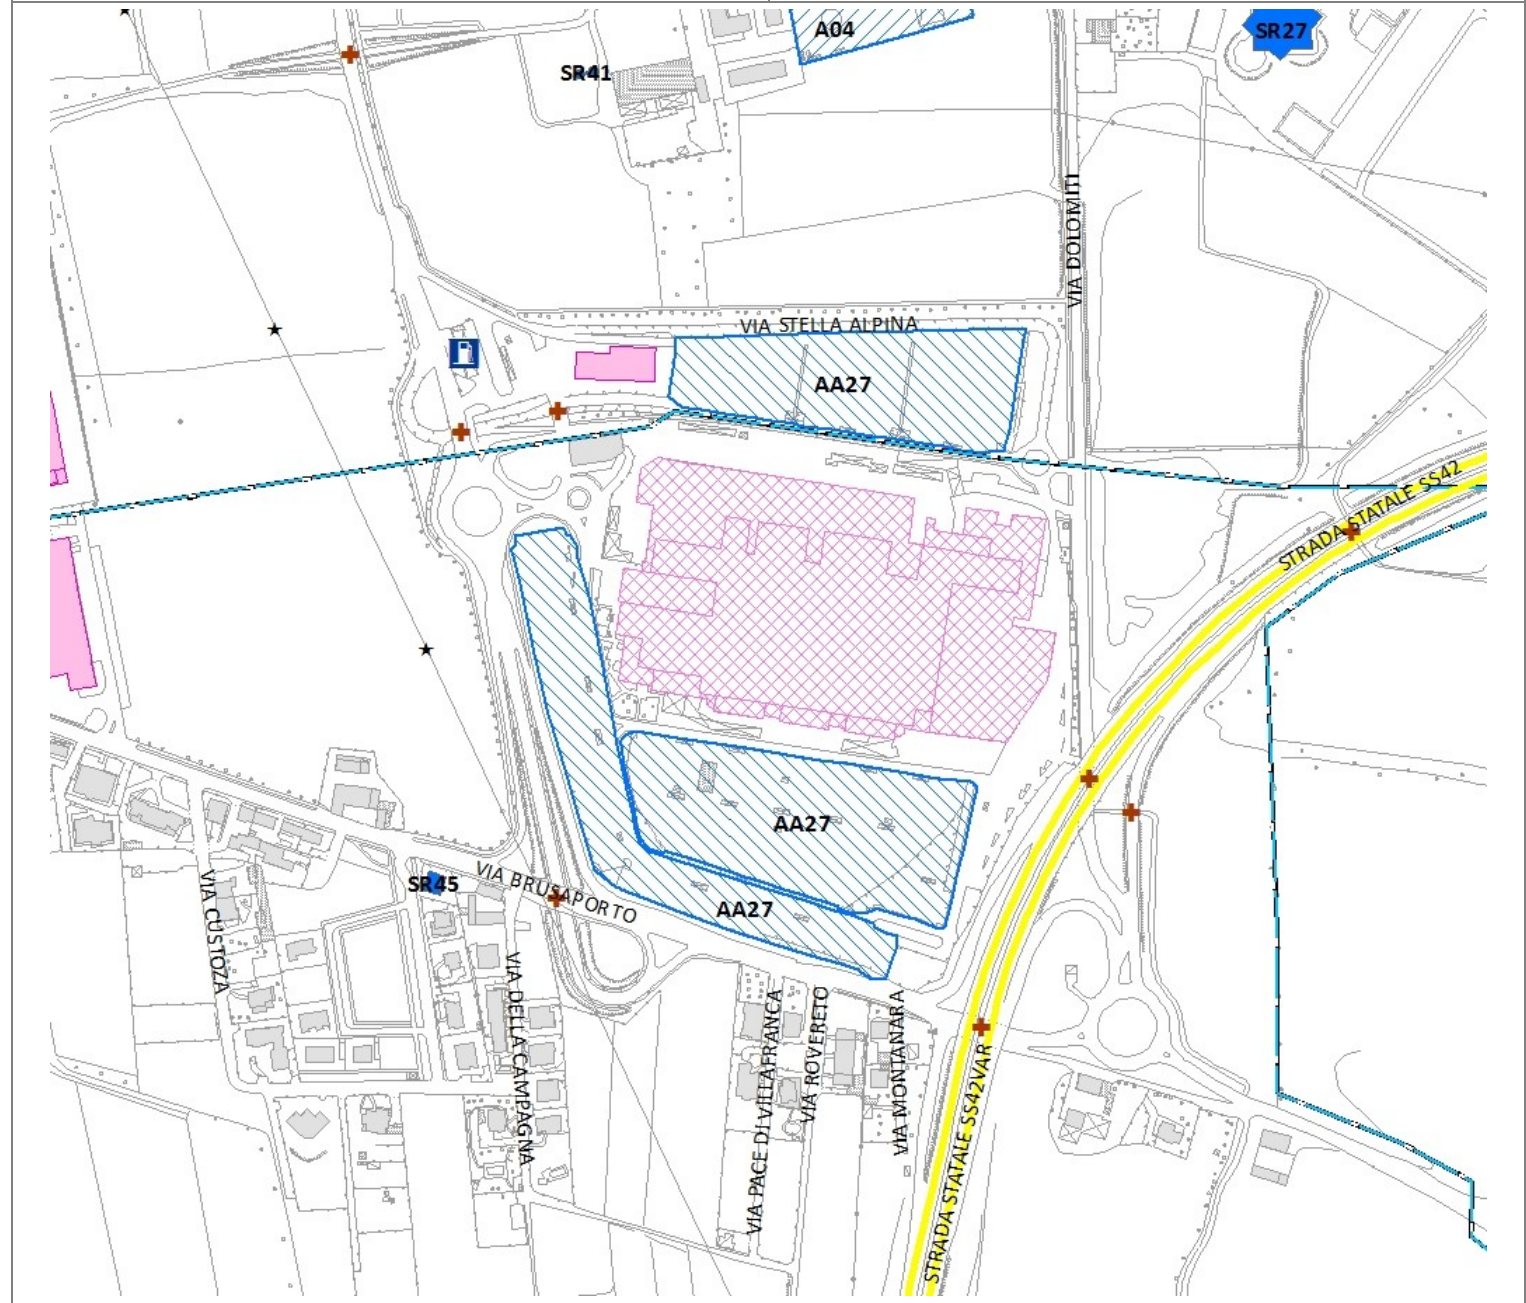 A04
SR27
SR41
VIA DOLOMITI
VIA STELLA ALPINA
AA27
STRADA STATALE SS42
AA27
SR45
VIA BRUSAPORTO
AA27
VIA CUSTOZA
VIA DELLA CAMPAGNA
VIA PACE DI VILLAFRANCA
VIA ROVERETO
VIA MONTANARA
STRADA STATALE SS42VAR